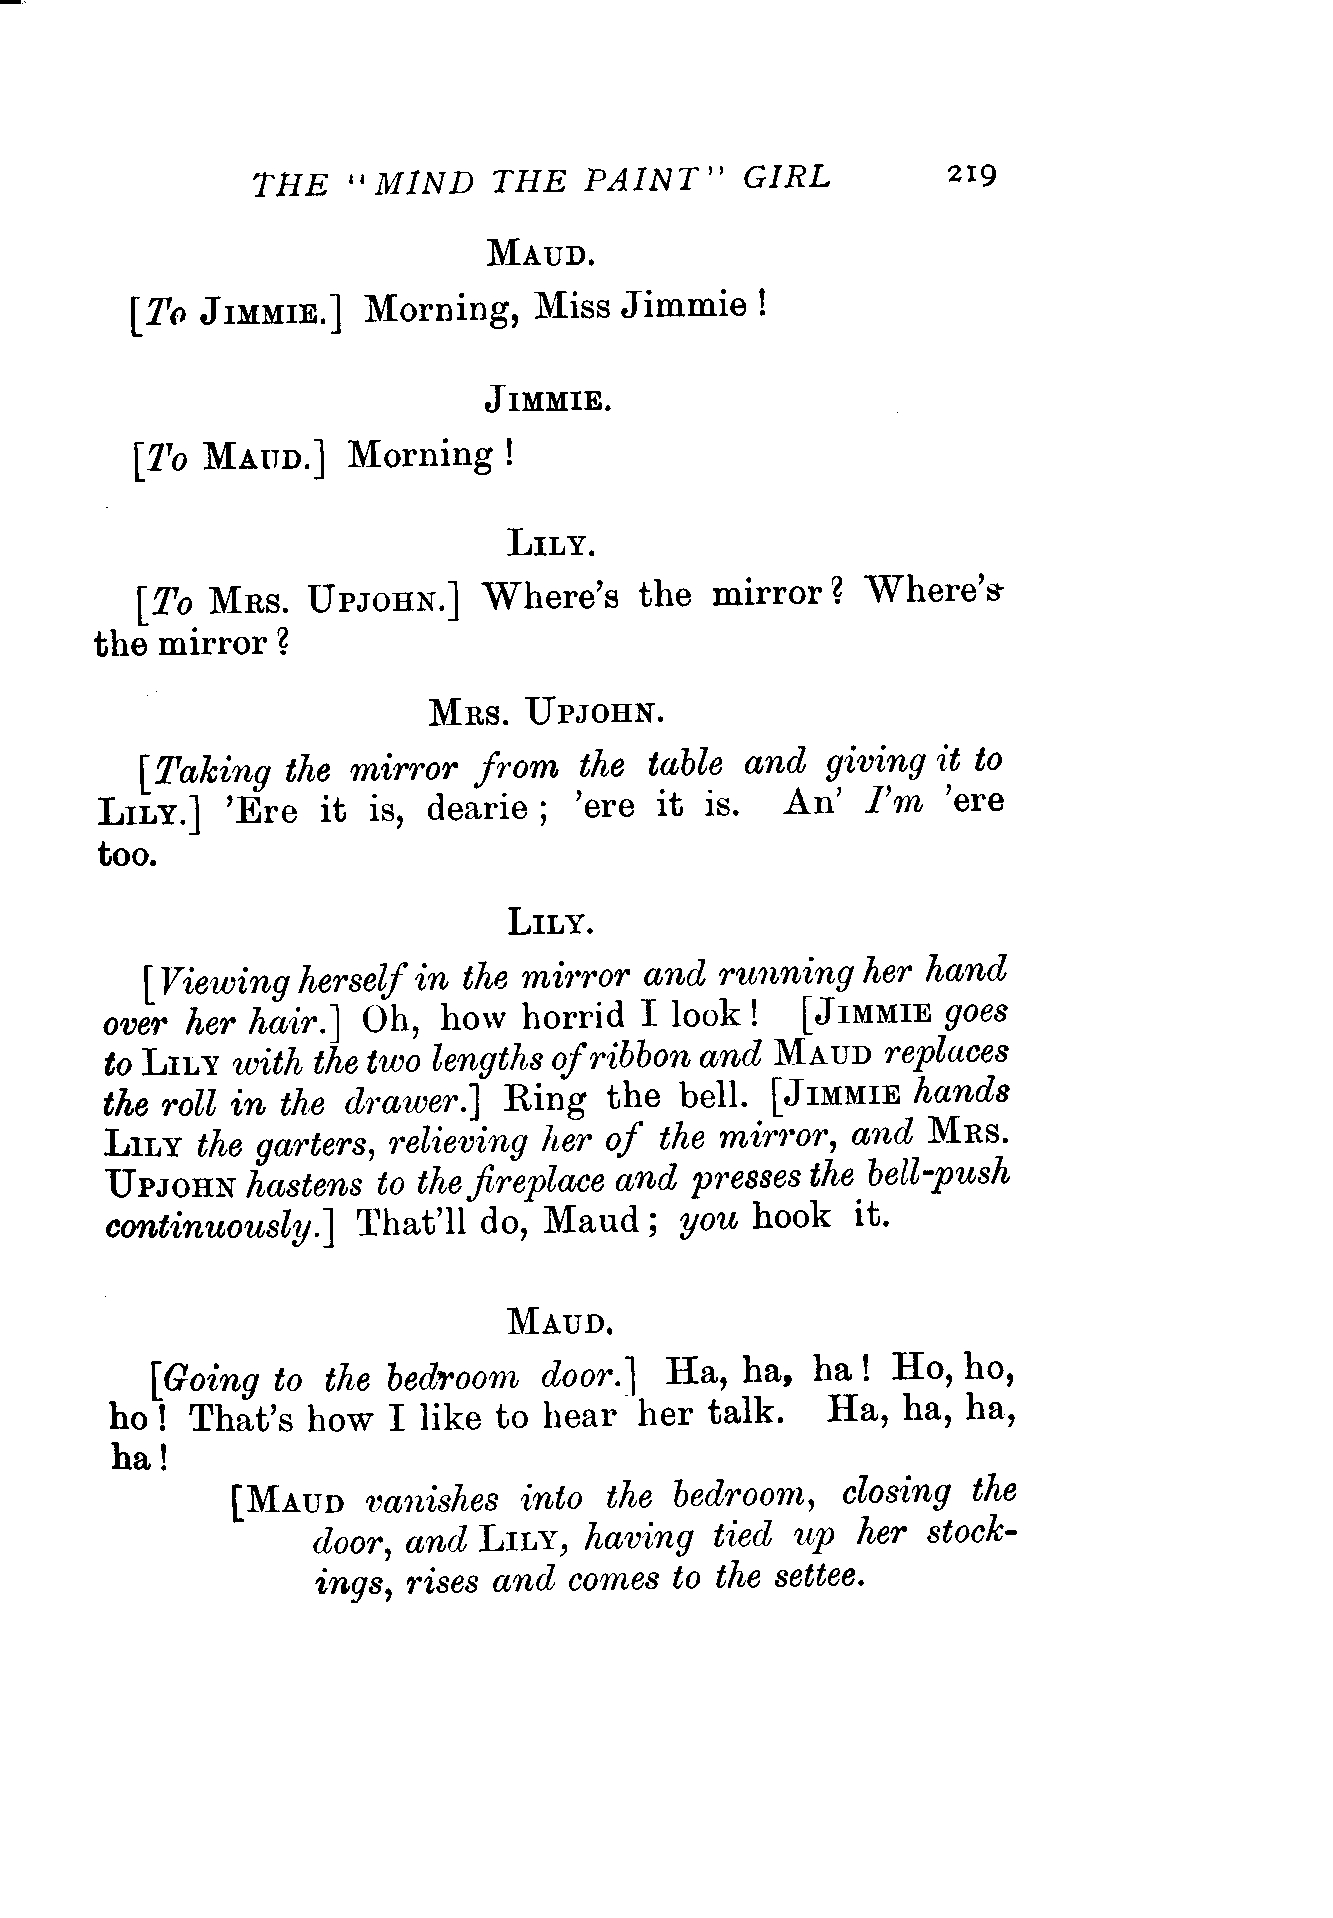 THE "MIND THE PAINT" GIRL 219
MAUD.
[To JIMMIE.] Morning, Miss Jimmie !
JIMMIE.
[To MAUD.] Morning !
LILY.
[To MRS. UPJOHN.] Where's the mirror? Where's
the mirror ?
MRS. UPJOHN.
[Taking the mirror from the table and giving it to
LILY.] 'Ere it is, dearie ; 'ere it is. An' I'm 'ere
too.
LILY.
[Viewing herself in the mirror and running her hand
over her hair.] Oh, how horrid I look ! [JIMMIE goes
to LILY with the two lengths of ribbon and MAUD replaces
the roll in the drawer.] Ring the bell. [JIMMIE hands
LILY the garters, relieving her of the mirror, and MRS.
UPJOHN hastens to the fireplace and presses the bell-push
continuously.] That'll do, Maud ; you hook it.
MAUD.
[Going to the bedroom door.] Ha, ha, ha ! Ho, ho,
ho ! That's how I like to hear her talk. Ha, ha, ha,
ha !
[MAUD vanishes into the bedroom, closing the
door, and LILY, having tied up her stock-
ings, rises and comes to the settee.